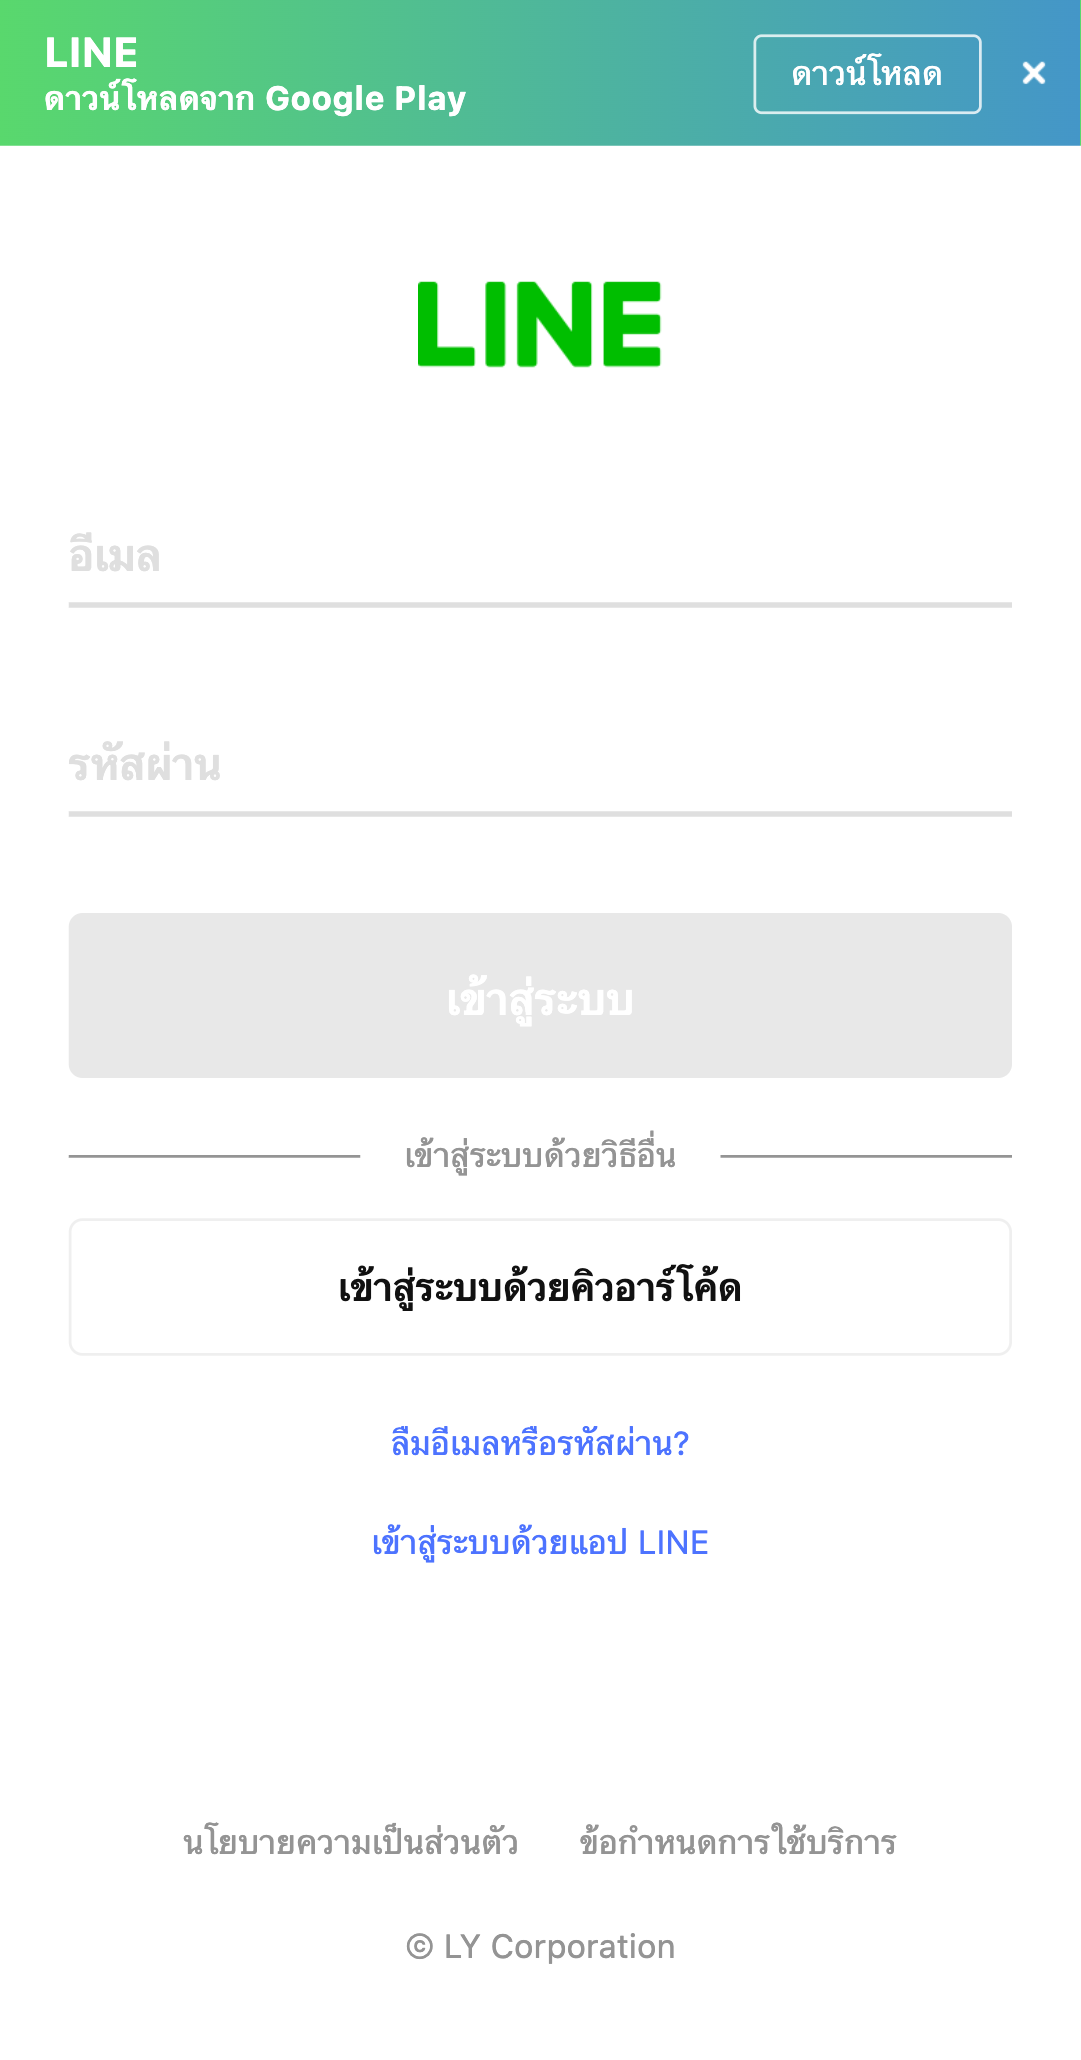 LINE
ดาวน์โหลดจาก Google Play
ดาวน์โหลด
LINE
อีเมล
รหัสผ่าน
เข้าสู่ระบบ
เข้าสู่ระบบด้วยวิธีอื่น
เข้าสู่ระบบด้วยคิวอาร์โค้ด
ลืมอีเมลหรือรหัสผ่าน?
เข้าสู่ระบบด้วยแอป LINE
นโยบายความเป็นส่วนตัว ข้อกำหนดการใช้บริการ
© LY Corporation